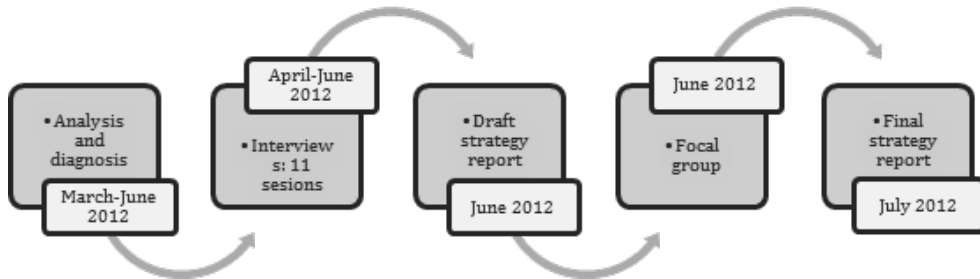 • Analysis
and
diagnosis
March-June
2012
April-June
2012
• Interview
s: 11
sesions
• Draft
strategy
report
June 2012
June 2012
• Focal
group
• Final
strategy
report
July 2012